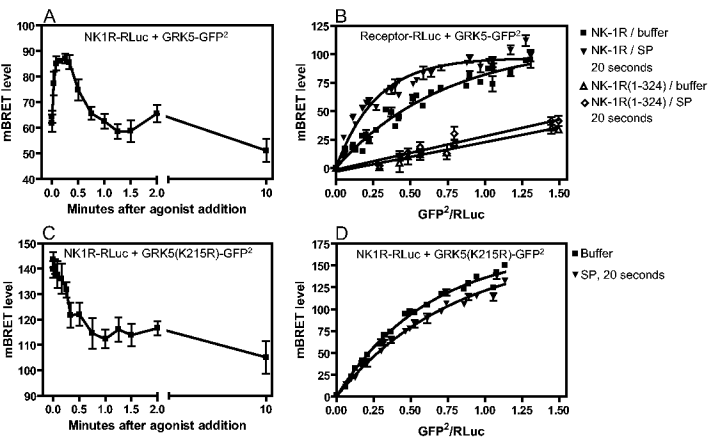 A
NK1R-RLuc + GRK5-GFP²
mBRET level
100
90
80
70
60
50
40
0.0
0.5
1.0
1.5
2.0
10
Minutes after agonist addition
B
Receptor-RLuc + GRK5-GFP²
mBRET level
125
100
75
50
25
0
0.00
0.25
0.50
0.75
1.00
1.25
1.50
GFP²/RLuc
NK-1R / buffer
NK-1R / SP
20 seconds
NK-1R(1-324) / buffer
NK-1R(1-324) / SP
20 seconds
C
NK1R-RLuc + GRK5(K215R)-GFP²
mBRET level
150
140
130
120
110
100
90
0.0
0.5
1.0
1.5
2.0
10
Minutes after agonist addition
D
NK1R-RLuc + GRK5(K215R)-GFP²
mBRET level
175
150
125
100
75
50
25
0
0.00
0.25
0.50
0.75
1.00
1.25
1.50
GFP²/RLuc
Buffer
SP, 20 seconds